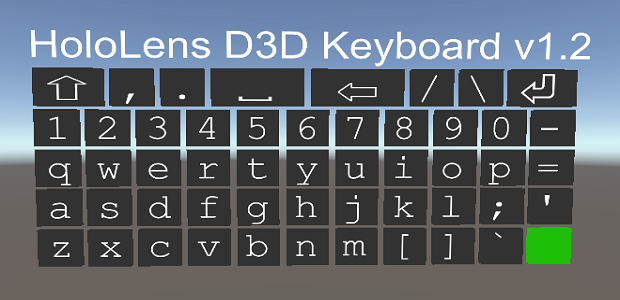 HoloLens D3D Keyboard v1.2
⇧ , . ⎵ ⇦ / \ ⏎
1 2 3 4 5 6 7 8 9 0 -
q w e r t y u i o p =
a s d f g h j k l ; '
z x c v b n m [ ] `